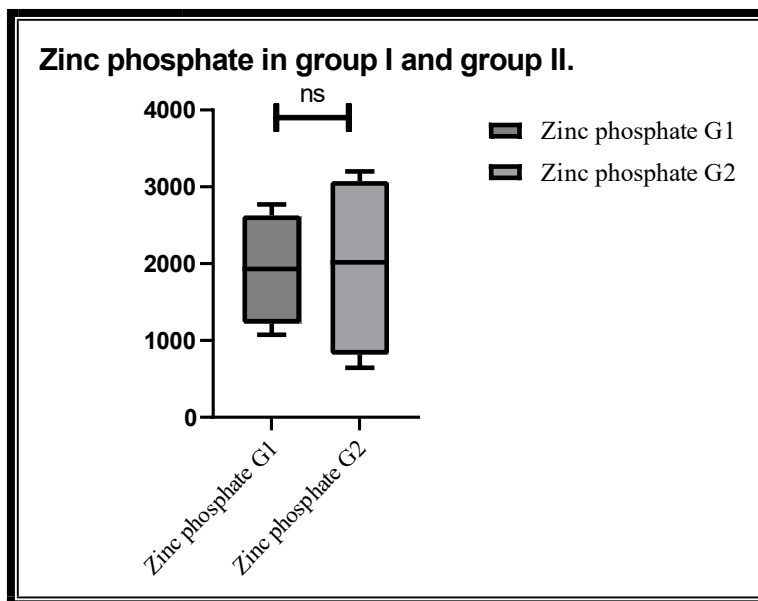 Zinc phosphate in group I and group II.
ns
4000
3000
2000
1000
0
Zinc phosphate G1
Zinc phosphate G2
Zinc phosphate G1
Zinc phosphate G2